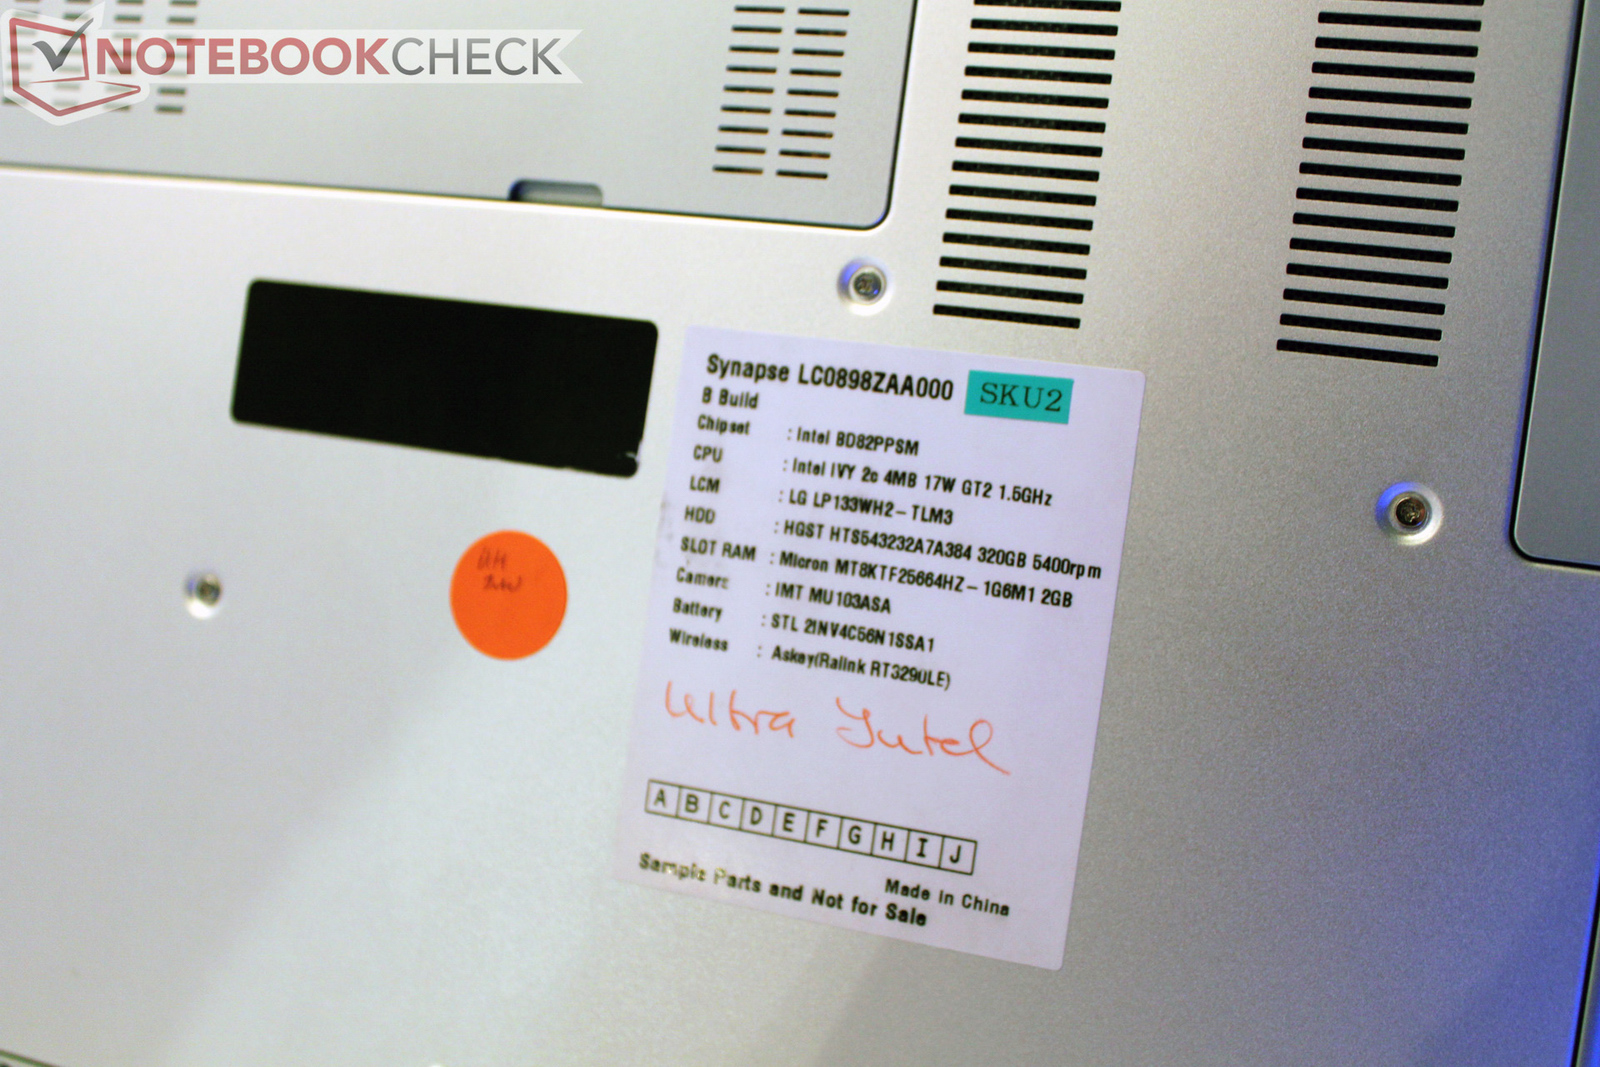 NOTEBOOKCHECK
Synapse LC0898ZAA000 SKU2
B Build
Chipset : Intel BD82PPSM
CPU : Intel IVY 2c 4MB 17W GT2 1.5GHz
LCM : LG LP133WH2-TLM3
HDD : HGST HTS543232A7A384 320GB 5400rpm
SLOT RAM : Micron MT8KTF25664HZ-1G6M1 2GB
Camera : IMT MU103ASA
Battery : STL 21NV4C56N1SSA1
Wireless : Askey(Ralink RT3290LE)
Ultra Intel
A B C D E F G H I J
Made in China
Sample Parts and Not for Sale